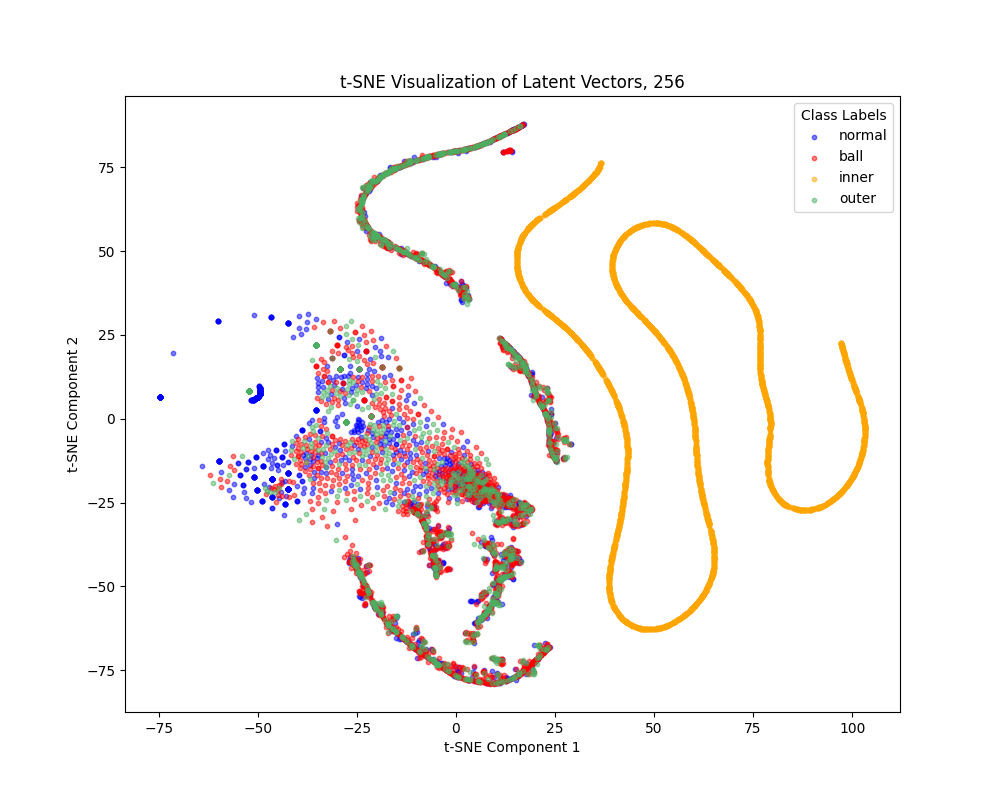 t-SNE Visualization of Latent Vectors, 256
Class Labels
normal
ball
inner
outer
75
50
25
0
−25
−50
−75
t-SNE Component 2
−75
−50
−25
0
25
50
75
100
t-SNE Component 1